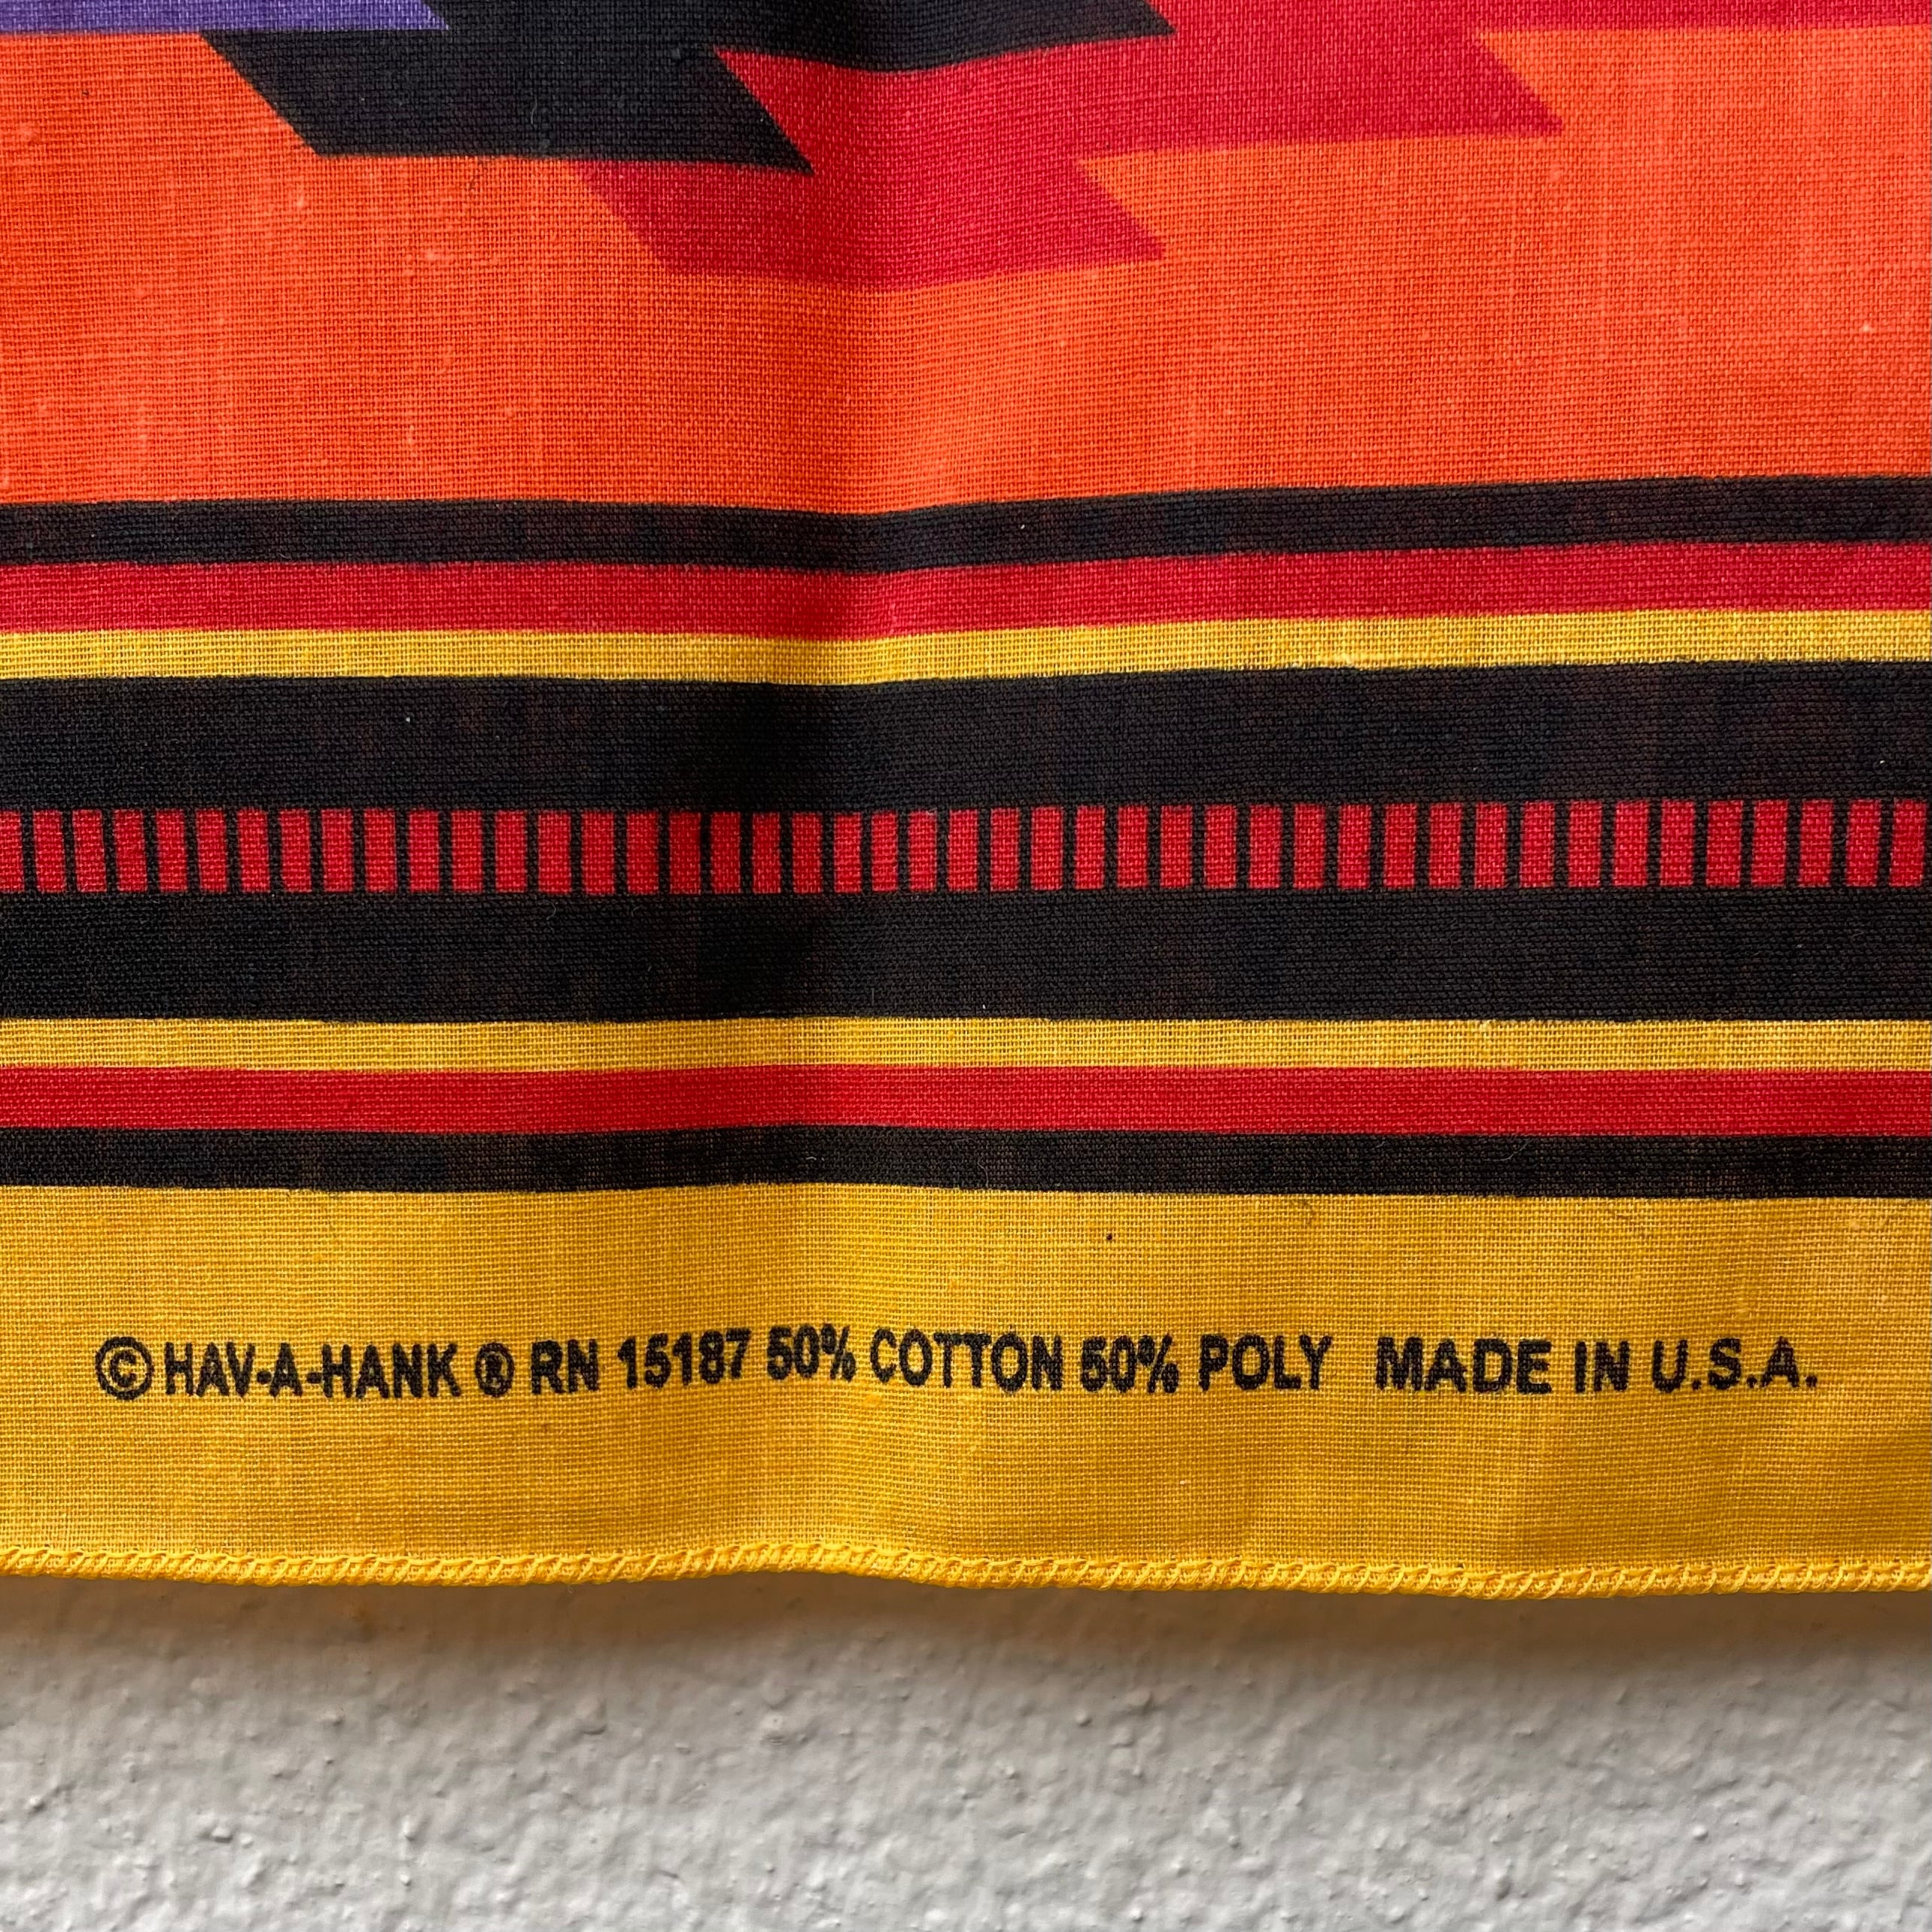 © HAV-A-HANK ® RN 15187 50% COTTON 50% POLY MADE IN U.S.A.